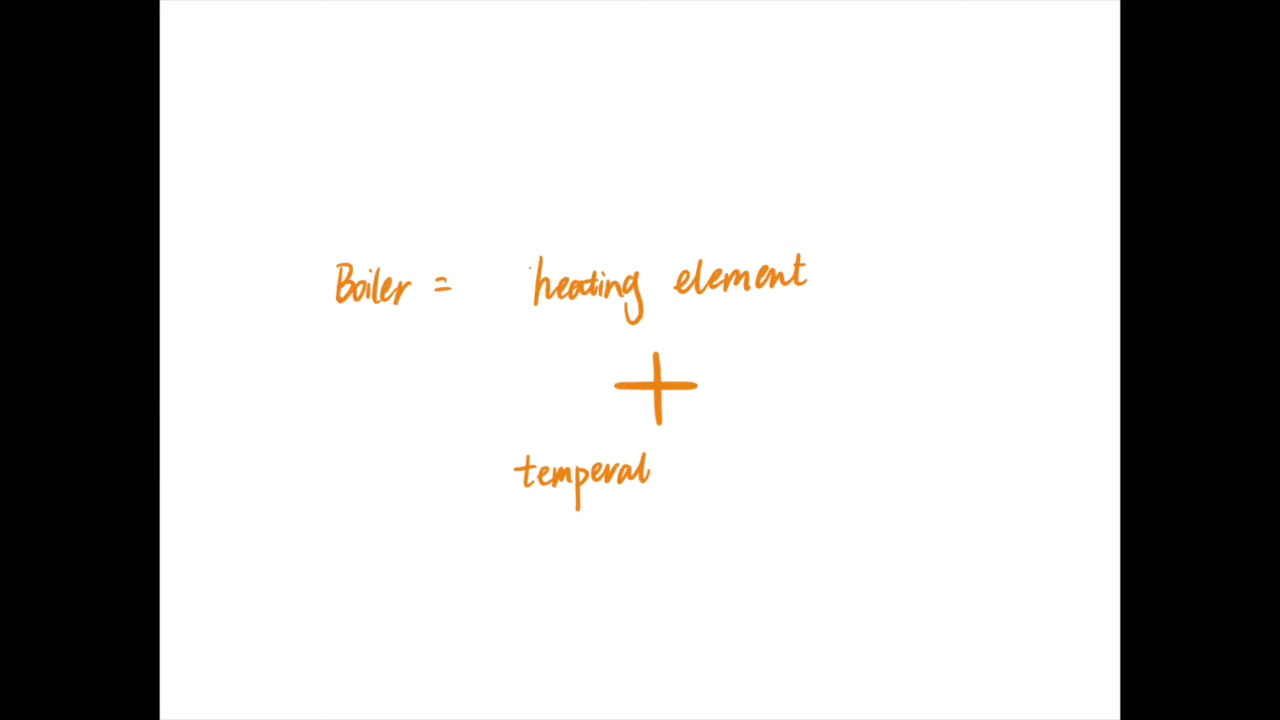 Boiler = heating element
+
temperal